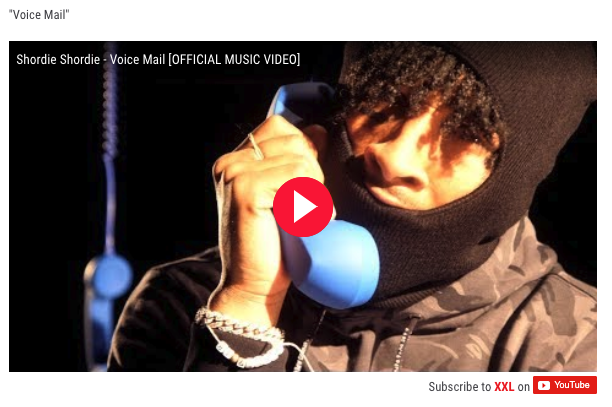 "Voice Mail"
Shordie Shordie - Voice Mail [OFFICIAL MUSIC VIDEO]
Subscribe to XXL on YouTube